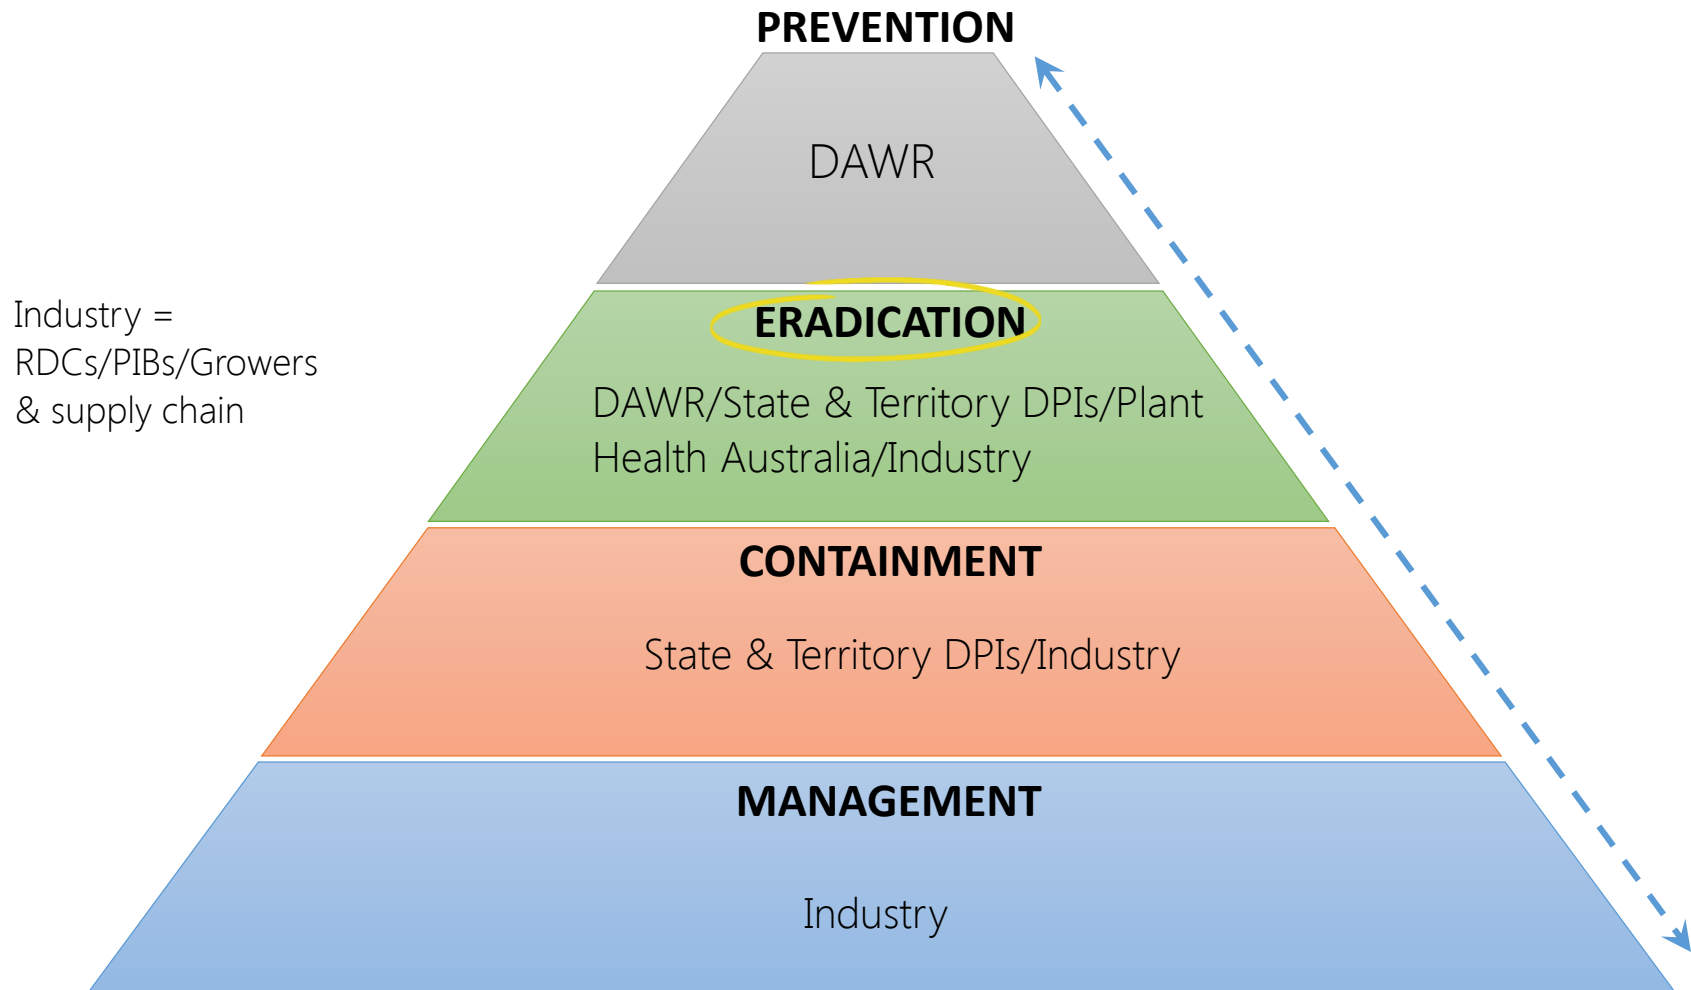 PREVENTION
DAWR
Industry =
RDCs/PIBs/Growers
& supply chain
ERADICATION
DAWR/State & Territory DPIs/Plant
Health Australia/Industry
CONTAINMENT
State & Territory DPIs/Industry
MANAGEMENT
Industry